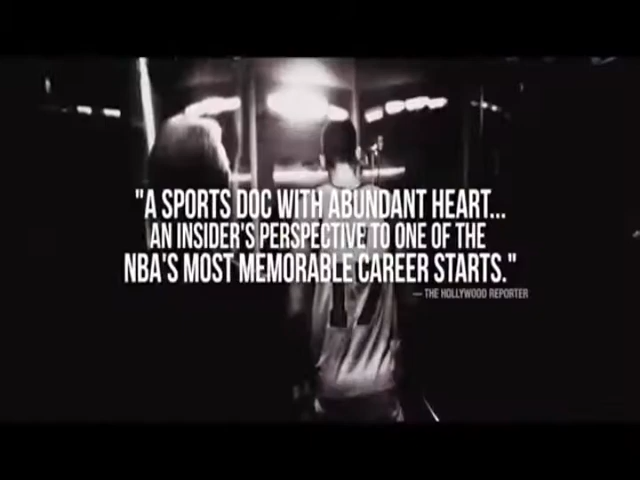 "A SPORTS DOC WITH ABUNDANT HEART...
AN INSIDER'S PERSPECTIVE TO ONE OF THE
NBA'S MOST MEMORABLE CAREER STARTS."
— THE HOLLYWOOD REPORTER
17